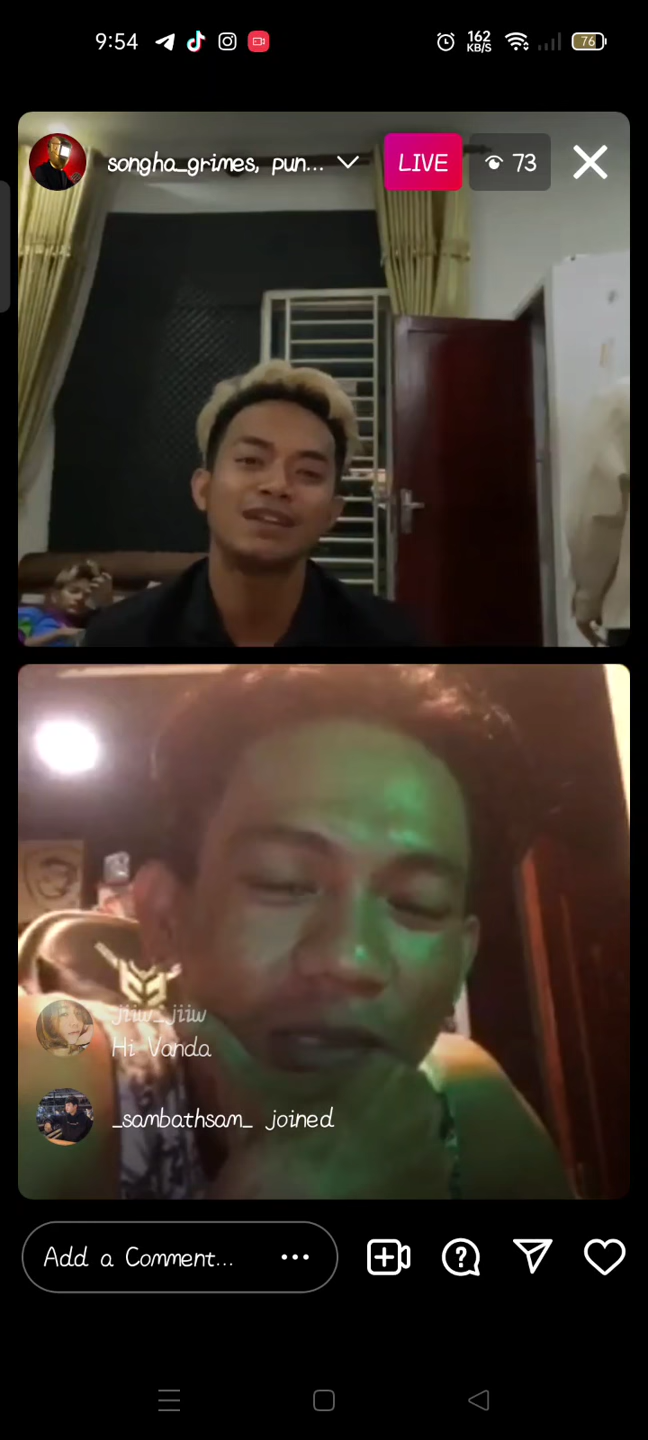 9:54
162
KB/S
76
songha_grimes, pun...
LIVE
73
jiiw_jiiw
Hi Vanda
_sambathsam_ joined
Add a Comment...